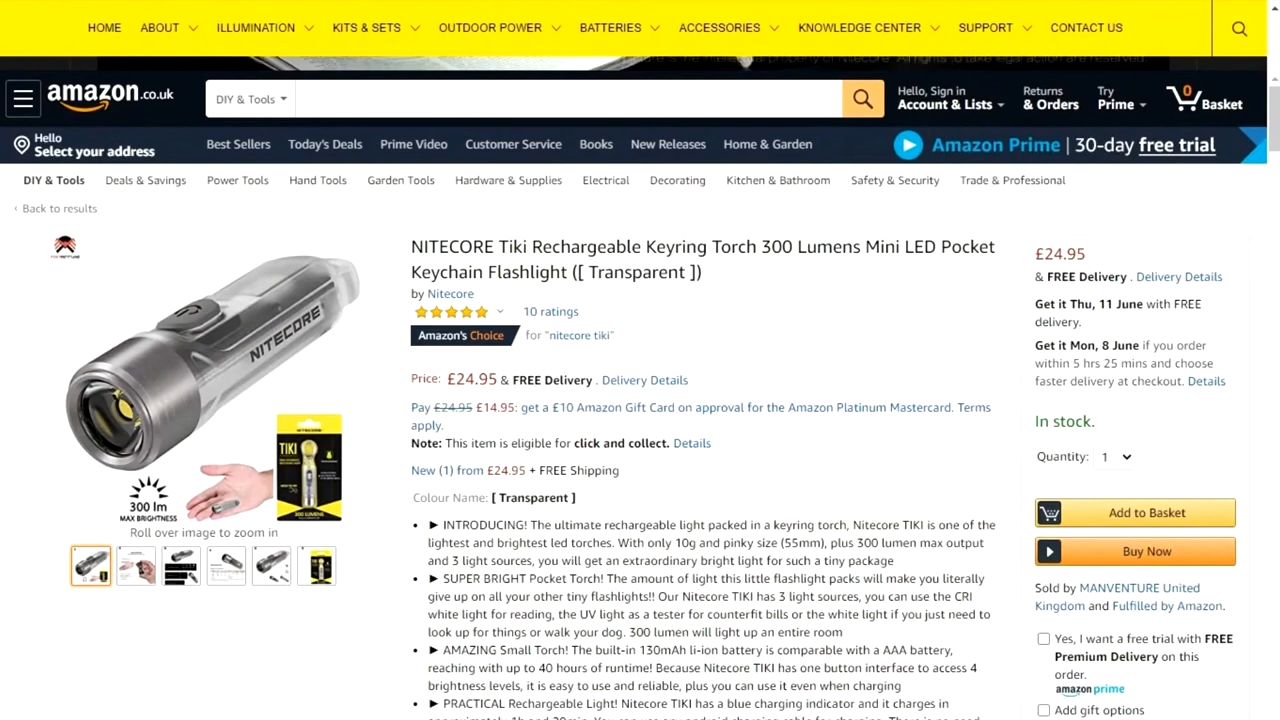 HOME ABOUT ILLUMINATION KITS & SETS OUTDOOR POWER BATTERIES ACCESSORIES KNOWLEDGE CENTER SUPPORT CONTACT US
amazon.co.uk
DIY & Tools
Hello, Sign in
Account & Lists
Returns
& Orders
Try
Prime
0
Basket
Hello
Select your address
Best Sellers Today's Deals Prime Video Customer Service Books New Releases Home & Garden
Amazon Prime | 30-day free trial
DIY & Tools Deals & Savings Power Tools Hand Tools Garden Tools Hardware & Supplies Electrical Decorating Kitchen & Bathroom Safety & Security Trade & Professional
‹ Back to results
NITECORE
NITECORE
TIKI
300 LUMENS
300 lm
MAX BRIGHTNESS
Roll over image to zoom in
NITECORE Tiki Rechargeable Keyring Torch 300 Lumens Mini LED Pocket
Keychain Flashlight ([ Transparent ])
by Nitecore
10 ratings
Amazon's Choice for "nitecore tiki"
Price: £24.95 & FREE Delivery . Delivery Details
Pay £24.95 £14.95: get a £10 Amazon Gift Card on approval for the Amazon Platinum Mastercard. Terms
apply.
Note: This item is eligible for click and collect. Details
New (1) from £24.95 + FREE Shipping
Colour Name: [ Transparent ]
• ► INTRODUCING! The ultimate rechargeable light packed in a keyring torch, Nitecore TIKI is one of the
lightest and brightest led torches. With only 10g and pinky size (55mm), plus 300 lumen max output
and 3 light sources, you will get an extraordinary bright light for such a tiny package
• ► SUPER BRIGHT Pocket Torch! The amount of light this little flashlight packs will make you literally
give up on all your other tiny flashlights!! Our Nitecore TIKI has 3 light sources, you can use the CRI
white light for reading, the UV light as a tester for counterfit bills or the white light if you just need to
look up for things or walk your dog. 300 lumen will light up an entire room
• ► AMAZING Small Torch! The built-in 130mAh li-ion battery is comparable with a AAA battery,
reaching with up to 40 hours of runtime! Because Nitecore TIKI has one button interface to access 4
brightness levels, it is easy to use and reliable, plus you can use it even when charging
• ► PRACTICAL Rechargeable Light! Nitecore TIKI has a blue charging indicator and it charges in
£24.95
& FREE Delivery . Delivery Details
Get it Thu, 11 June with FREE
delivery.
Get it Mon, 8 June if you order
within 5 hrs 25 mins and choose
faster delivery at checkout. Details
In stock.
Quantity: 1
Add to Basket
Buy Now
Sold by MANVENTURE United
Kingdom and Fulfilled by Amazon.
Yes, I want a free trial with FREE
Premium Delivery on this
order.
amazon prime
Add gift options